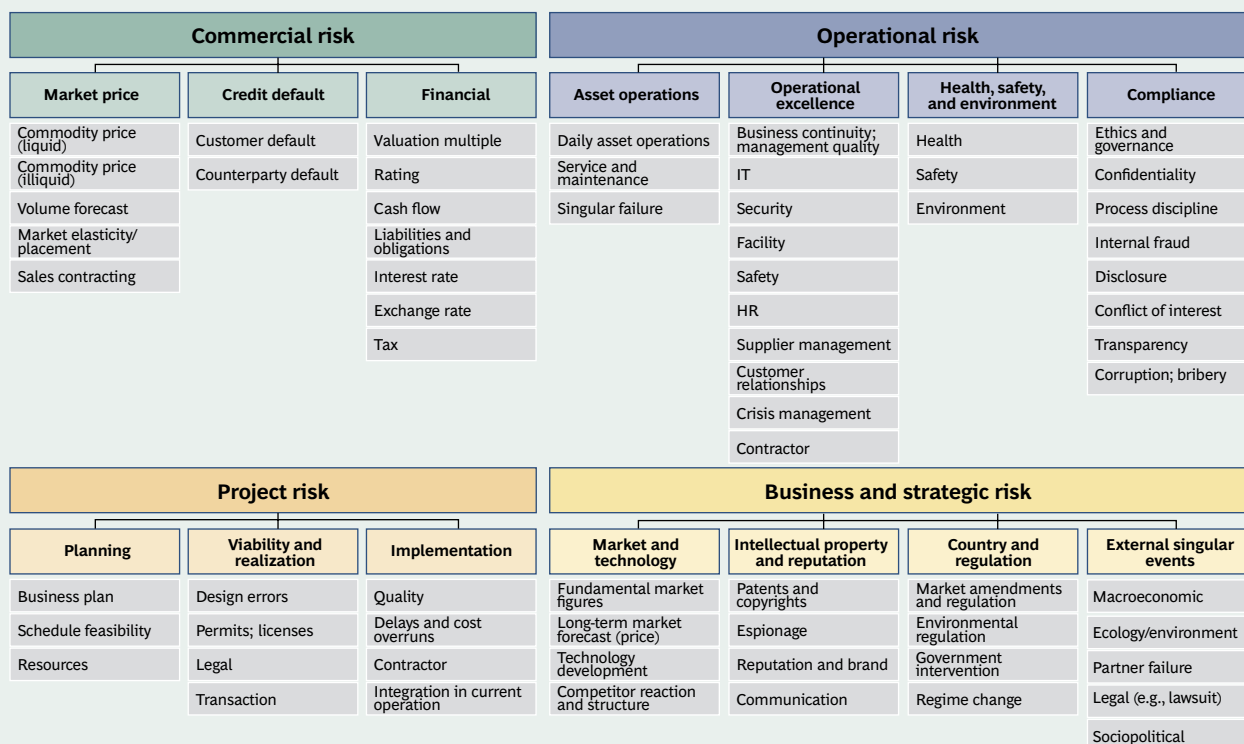 Commercial risk
Market price
Commodity price
(liquid)
Commodity price
(illiquid)
Volume forecast
Market elasticity/
placement
Sales contracting
Credit default
Customer default
Counterparty default
Financial
Valuation multiple
Rating
Cash flow
Liabilities and
obligations
Interest rate
Exchange rate
Tax
Operational risk
Asset operations
Daily asset operations
Service and
maintenance
Singular failure
Operational
excellence
Business continuity;
management quality
IT
Security
Facility
Safety
HR
Supplier management
Customer
relationships
Crisis management
Contractor
Health, safety,
and environment
Health
Safety
Environment
Compliance
Ethics and
governance
Confidentiality
Process discipline
Internal fraud
Disclosure
Conflict of interest
Transparency
Corruption; bribery
Project risk
Planning
Business plan
Schedule feasibility
Resources
Viability and
realization
Design errors
Permits; licenses
Legal
Transaction
Implementation
Quality
Delays and cost
overruns
Contractor
Integration in current
operation
Business and strategic risk
Market and
technology
Fundamental market
figures
Long-term market
forecast (price)
Technology
development
Competitor reaction
and structure
Intellectual property
and reputation
Patents and
copyrights
Espionage
Reputation and brand
Communication
Country and
regulation
Market amendments
and regulation
Environmental
regulation
Government
intervention
Regime change
External singular
events
Macroeconomic
Ecology/environment
Partner failure
Legal (e.g., lawsuit)
Sociopolitical